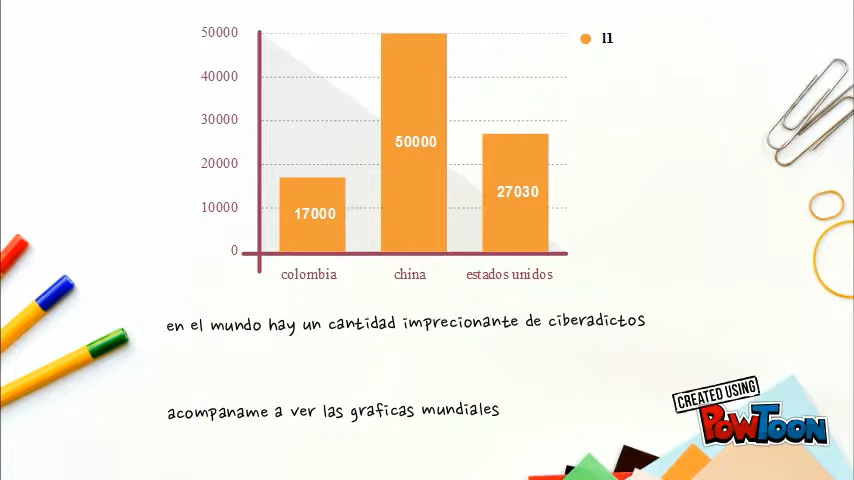 50000
40000
30000
20000
10000
0
17000
50000
27030
colombia
china
estados unidos
l1
en el mundo hay un cantidad imprecionante de ciberadictos
acompaname a ver las graficas mundiales
CREATED USING
POWTOON